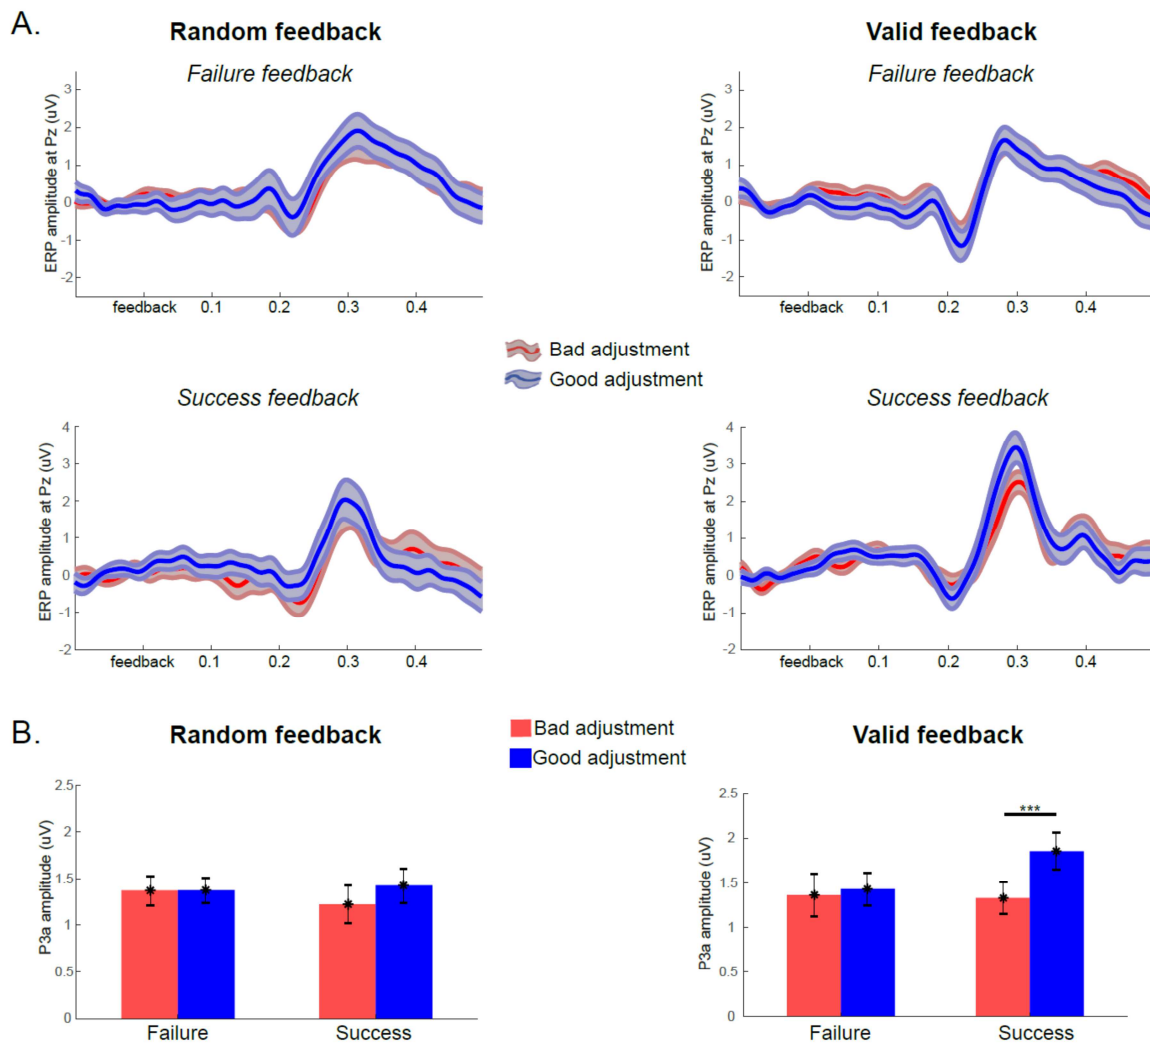 A.
Random feedback
Valid feedback
Failure feedback
Failure feedback
ERP amplitude at Pz (uV)
3
2
1
0
-1
-2
feedback 0.1 0.2 0.3 0.4
ERP amplitude at Pz (uV)
3
2
1
0
-1
-2
feedback 0.1 0.2 0.3 0.4
Bad adjustment
Good adjustment
Success feedback
Success feedback
ERP amplitude at Pz (uV)
4
3
2
1
0
-1
-2
feedback 0.1 0.2 0.3 0.4
ERP amplitude at Pz (uV)
4
3
2
1
0
-1
-2
feedback 0.1 0.2 0.3 0.4
B.
Random feedback
Bad adjustment
Good adjustment
Valid feedback
P3a amplitude (uV)
2.5
2
1.5
1
0.5
0
Failure Success
P3a amplitude (uV)
2.5
2
1.5
1
0.5
0
***
Failure Success